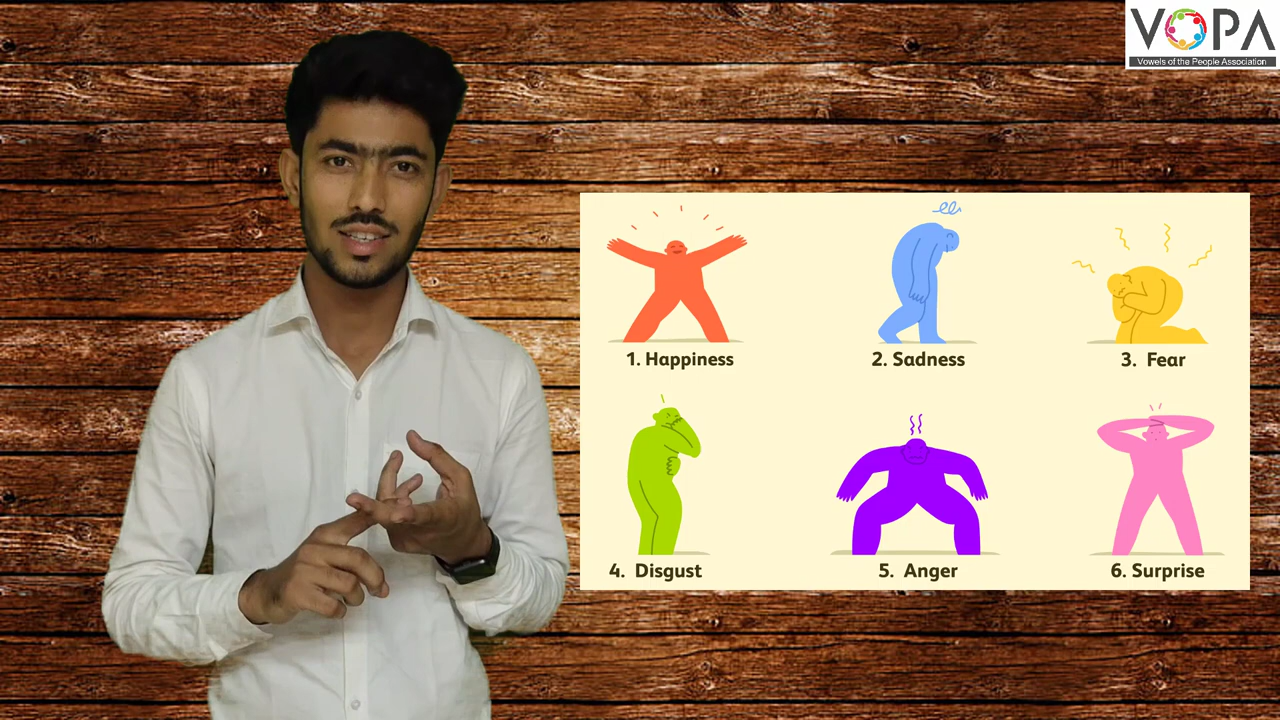 VOPA
Vowels of the People Association
1. Happiness
2. Sadness
3. Fear
4. Disgust
5. Anger
6. Surprise